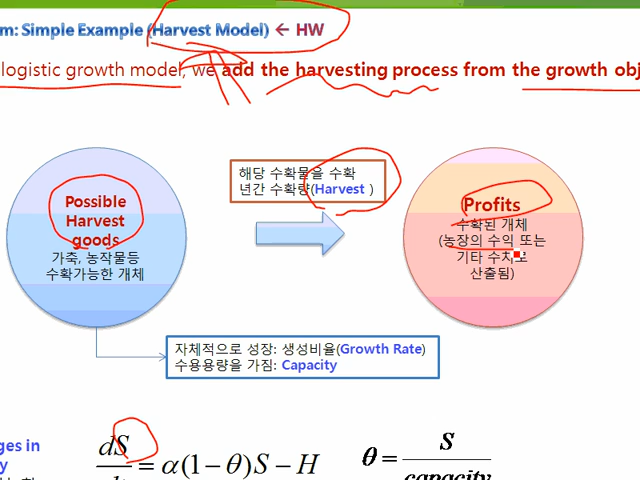 m: Simple Example (Harvest Model) ← HW
logistic growth model, we add the harvesting process from the growth obj
해당 수확물을 수확
년간 수확량(Harvest )
Possible
Harvest
goods
가축, 농작물등
수확가능한 개체
Profits
수확된 개체
(농장의 수익 또는
기타 수치로
산출됨)
자체적으로 성장: 생성비율(Growth Rate)
수용용량을 가짐: Capacity
ges in
y
dS = α(1−θ)S − H
θ = S
capacity